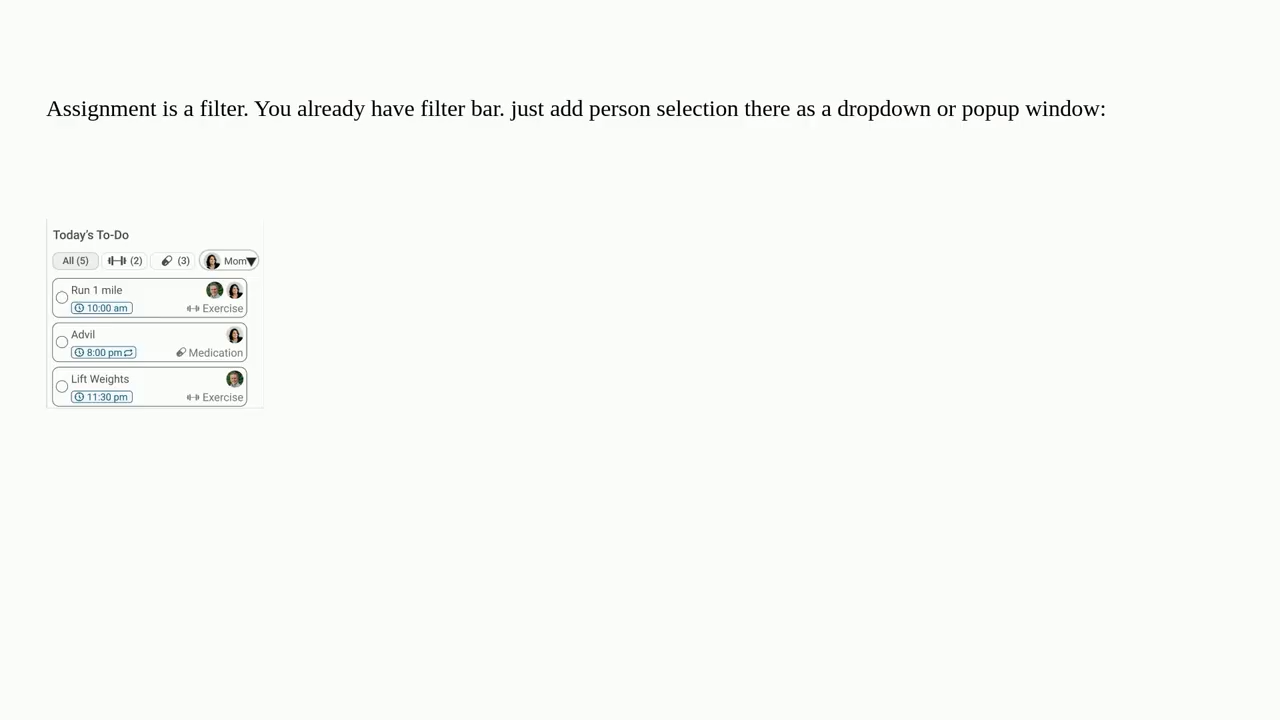 Assignment is a filter. You already have filter bar. just add person selection there as a dropdown or popup window:
Today's To-Do
All (5) (2) (3) Mom
Run 1 mile
10:00 am Exercise
Advil
8:00 pm Medication
Lift Weights
11:30 pm Exercise